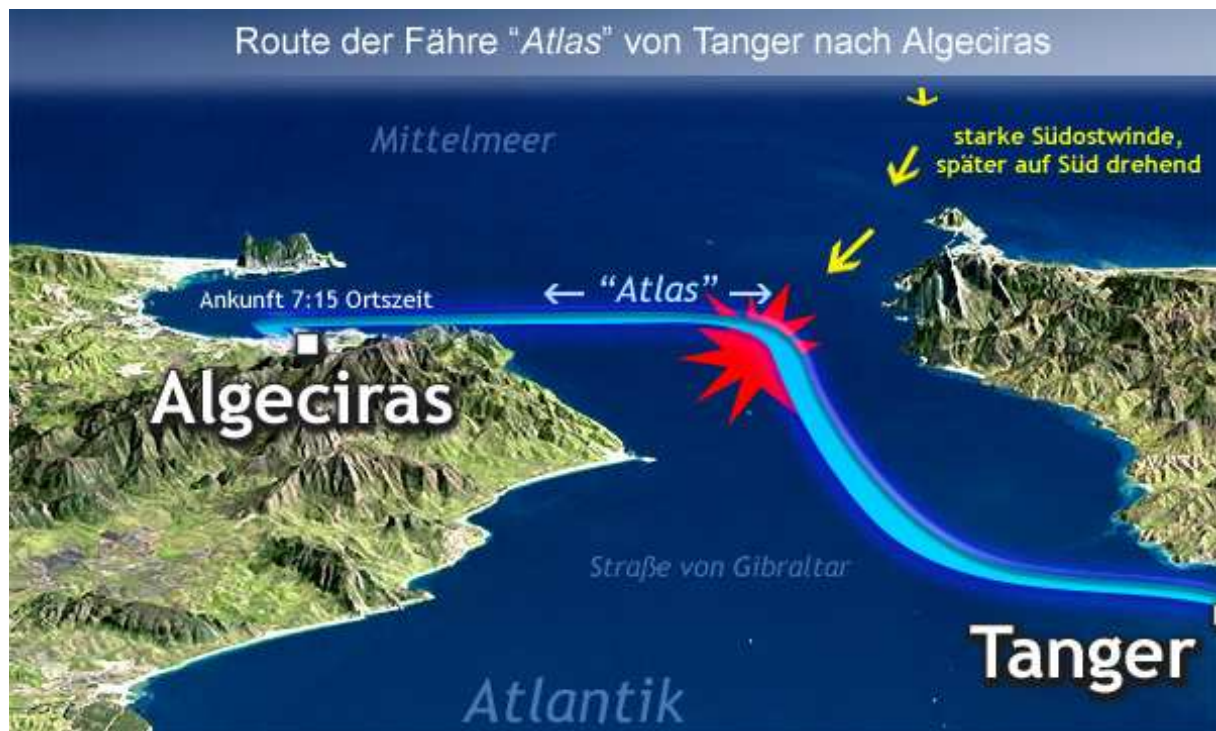 Route der Fähre “Atlas” von Tanger nach Algeciras
Mittelmeer
starke Südostwinde,
später auf Süd drehend
Ankunft 7:15 Ortszeit
← “Atlas” →
Algeciras
Straße von Gibraltar
Tanger
Atlantik